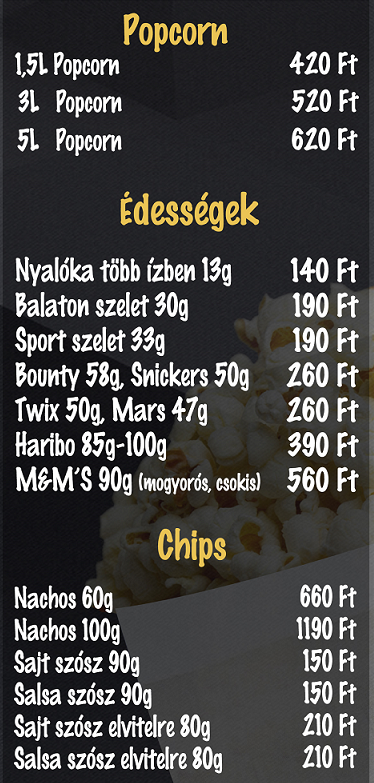 Popcorn
1,5L Popcorn 420 Ft
3L Popcorn 520 Ft
5L Popcorn 620 Ft
Édességek
Nyalóka több ízben 13g 140 Ft
Balaton szelet 30g 190 Ft
Sport szelet 33g 190 Ft
Bounty 58g, Snickers 50g 260 Ft
Twix 50g, Mars 47g 260 Ft
Haribo 85g-100g 390 Ft
M&M'S 90g (mogyorós, csokis) 560 Ft
Chips
Nachos 60g 660 Ft
Nachos 100g 1190 Ft
Sajt szósz 90g 150 Ft
Salsa szósz 90g 150 Ft
Sajt szósz elvitelre 80g 210 Ft
Salsa szósz elvitelre 80g 210 Ft